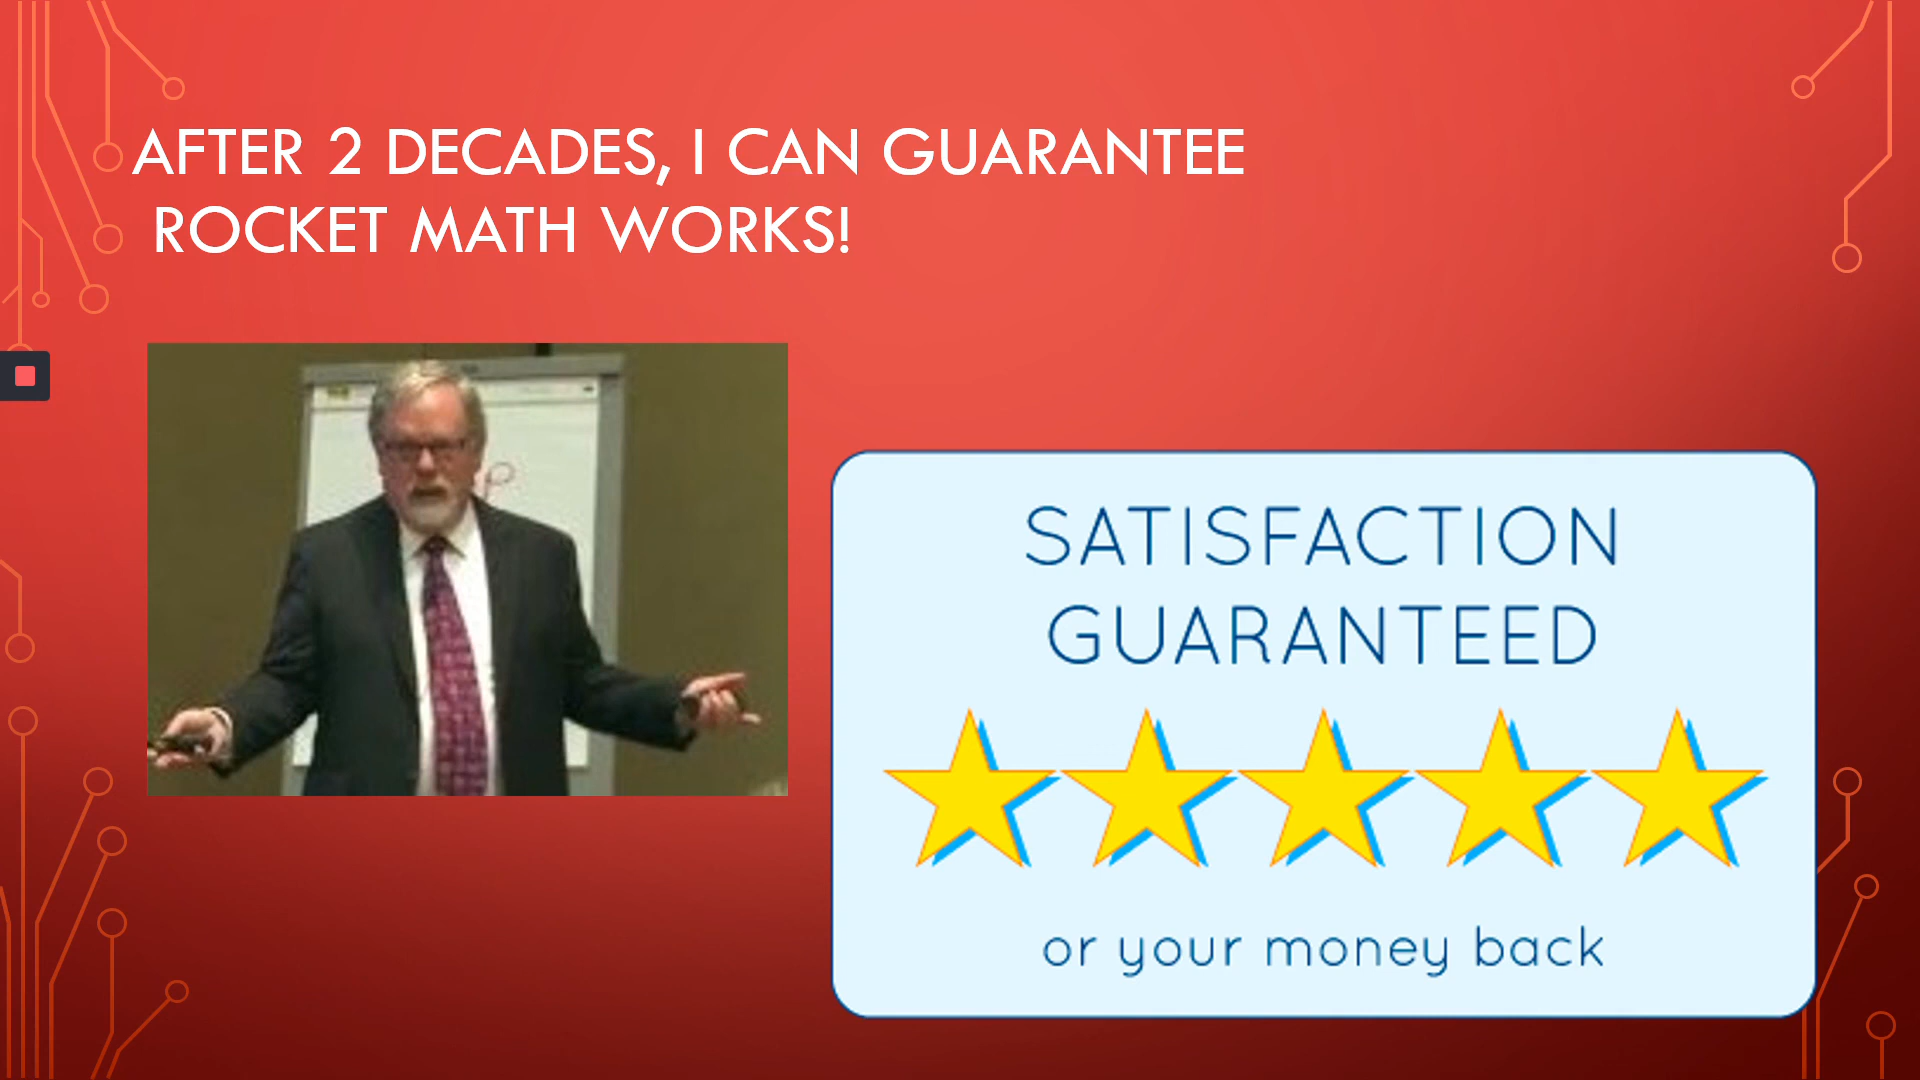 AFTER 2 DECADES, I CAN GUARANTEE
ROCKET MATH WORKS!
SATISFACTION
GUARANTEED
or your money back